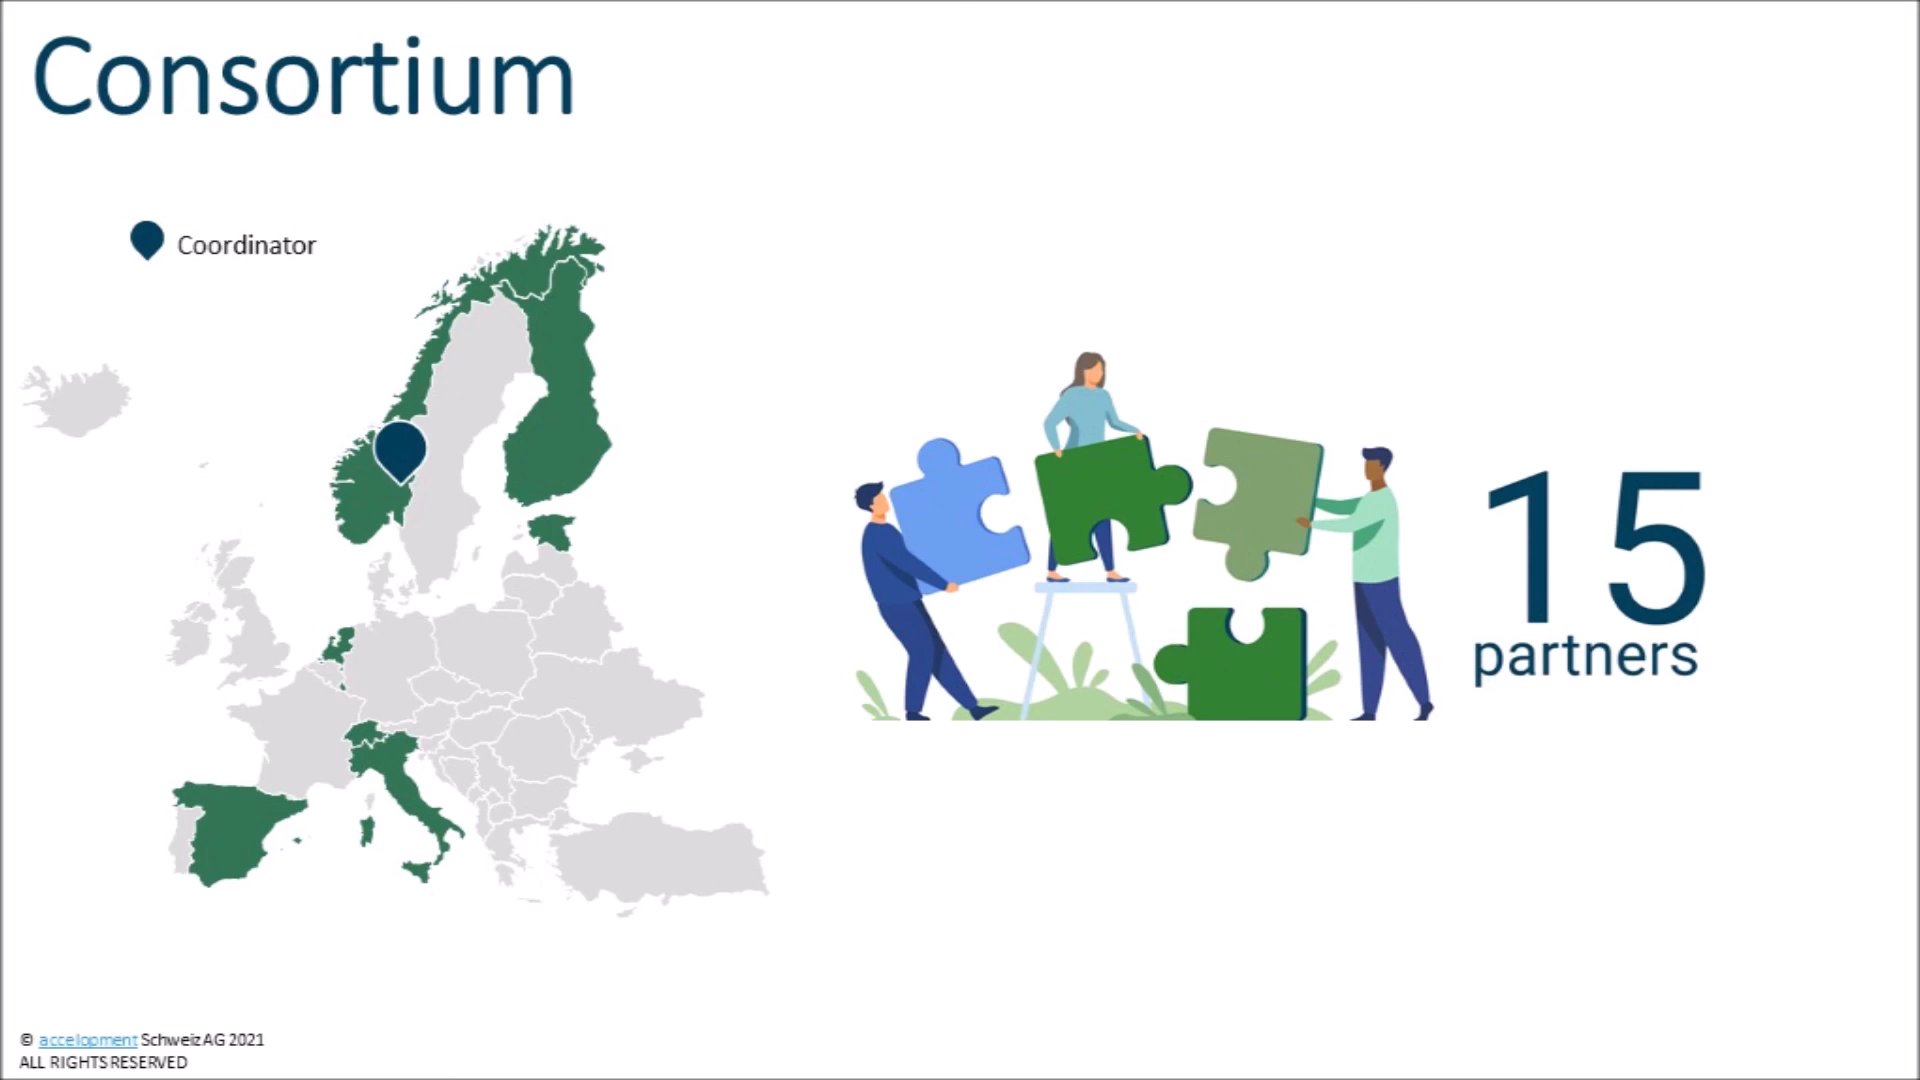 Consortium
Coordinator
15
partners
© accelopment Schweiz AG 2021
ALL RIGHTS RESERVED